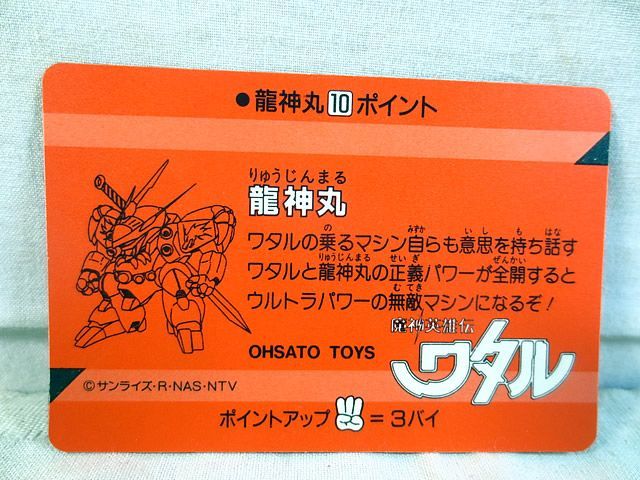 ●龍神丸10ポイント
りゅうじんまる
龍神丸
の みずか いし も はな
ワタルの乗るマシン自らも意思を持ち話す
りゅうじんまる せいぎ ぜんかい
ワタルと龍神丸の正義パワーが全開すると
むてき
ウルトラパワーの無敵マシンになるぞ！
魔神英雄伝
ワタル
OHSATO TOYS
©サンライズ・R・NAS・NTV
ポイントアップ=3バイ